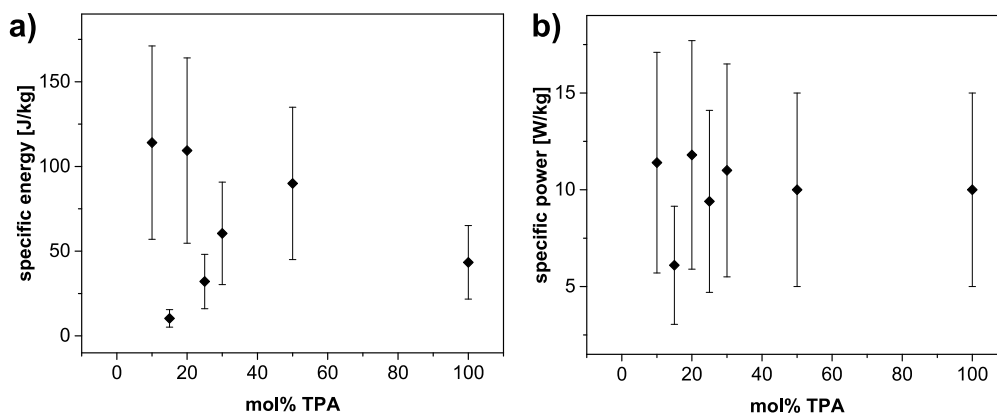 a)
specific energy [J/kg]
150
100
50
0
0 20 40 60 80 100
mol% TPA
b)
specific power [W/kg]
15
10
5
0 20 40 60 80 100
mol% TPA